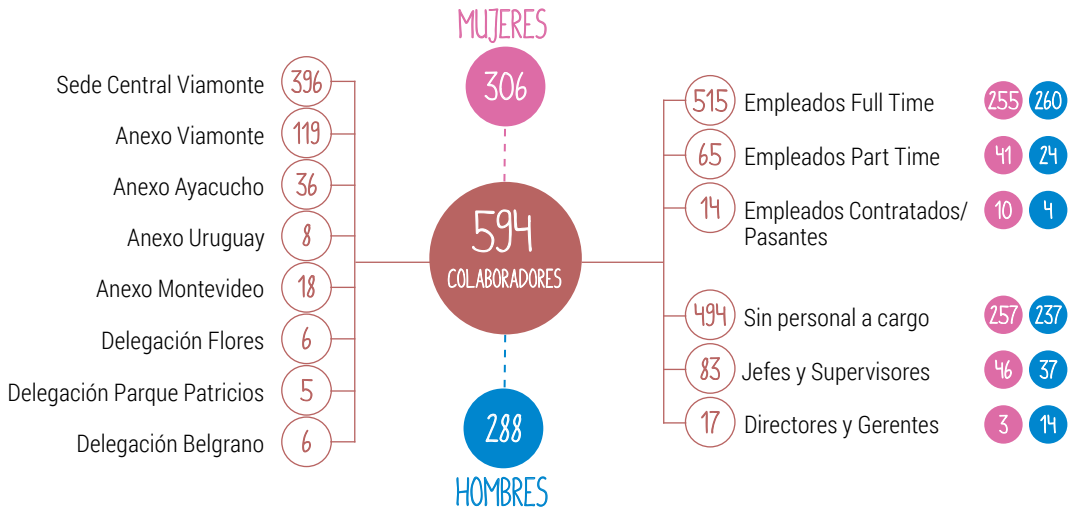 MUJERES
306
Sede Central Viamonte 396
Anexo Viamonte 119
Anexo Ayacucho 36
Anexo Uruguay 8
Anexo Montevideo 18
Delegación Flores 6
Delegación Parque Patricios 5
Delegación Belgrano 6
594
COLABORADORES
288
HOMBRES
515 Empleados Full Time 255 260
65 Empleados Part Time 41 24
14 Empleados Contratados/ 10 4
Pasantes
494 Sin personal a cargo 257 237
83 Jefes y Supervisores 46 37
17 Directores y Gerentes 3 14